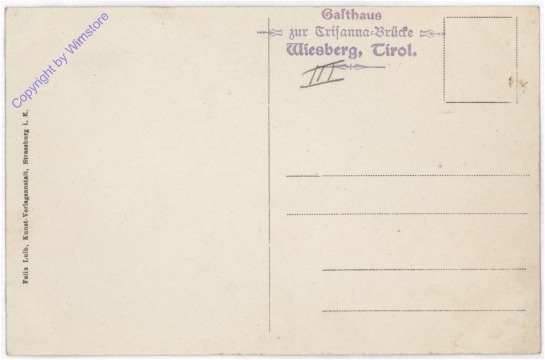 Gasthaus
zur Trisanna-Brücke
Wiesberg, Tirol.
III
Copyright by Wimstore
Felix Luib, Kunst-Verlagsanstalt, Strassburg i. E.